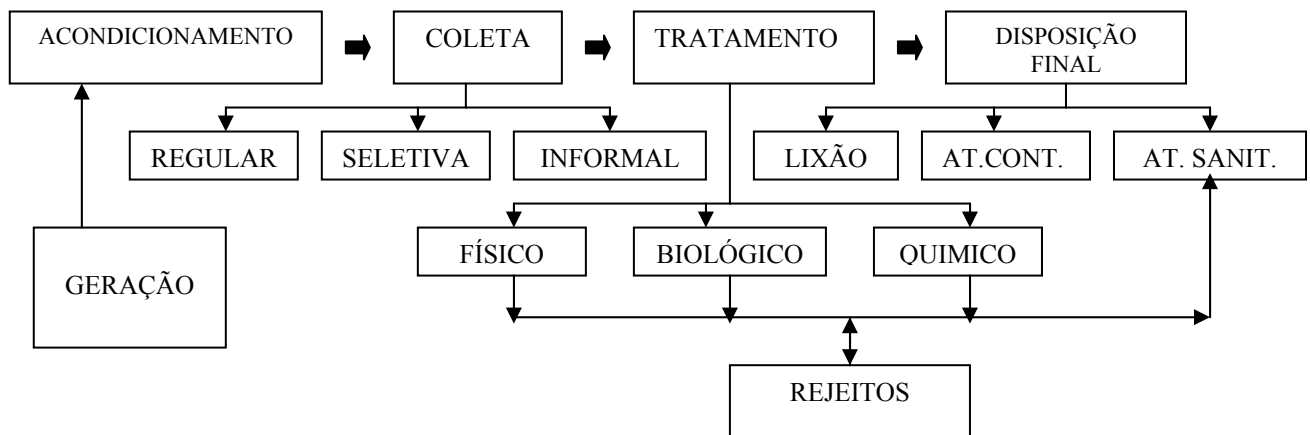 ACONDICIONAMENTO
COLETA
TRATAMENTO
DISPOSIÇÃO
FINAL
REGULAR
SELETIVA
INFORMAL
LIXÃO
AT.CONT.
AT. SANIT.
FÍSICO
BIOLÓGICO
QUIMICO
GERAÇÃO
REJEITOS